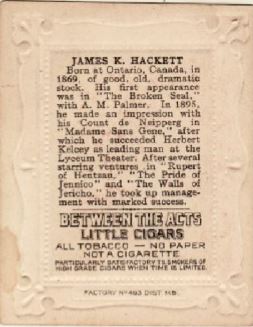 JAMES K. HACKETT
Born at Ontario, Canada, in
1869, of good, old, dramatic
stock. His first appearance
was in "The Broken Seal,"
with A. M. Palmer. In 1895,
he made an impression with
his Count de Neipperg in
"Madame Sans Gene," after
which he succeeded Herbert
Kelcey as leading man at the
Lyceum Theater. After several
starring ventures in "Rupert
of Hentzau," "The Pride of
Jennico" and "The Walls of
Jericho," he took up manage-
ment with marked success.
BETWEEN THE ACTS
LITTLE CIGARS
ALL TOBACCO — NO PAPER
NOT A CIGARETTE
PARTICULARLY SATISFACTORY TO SMOKERS OF
HIGH GRADE CIGARS WHEN TIME IS LIMITED.
FACTORY No 493 DIST